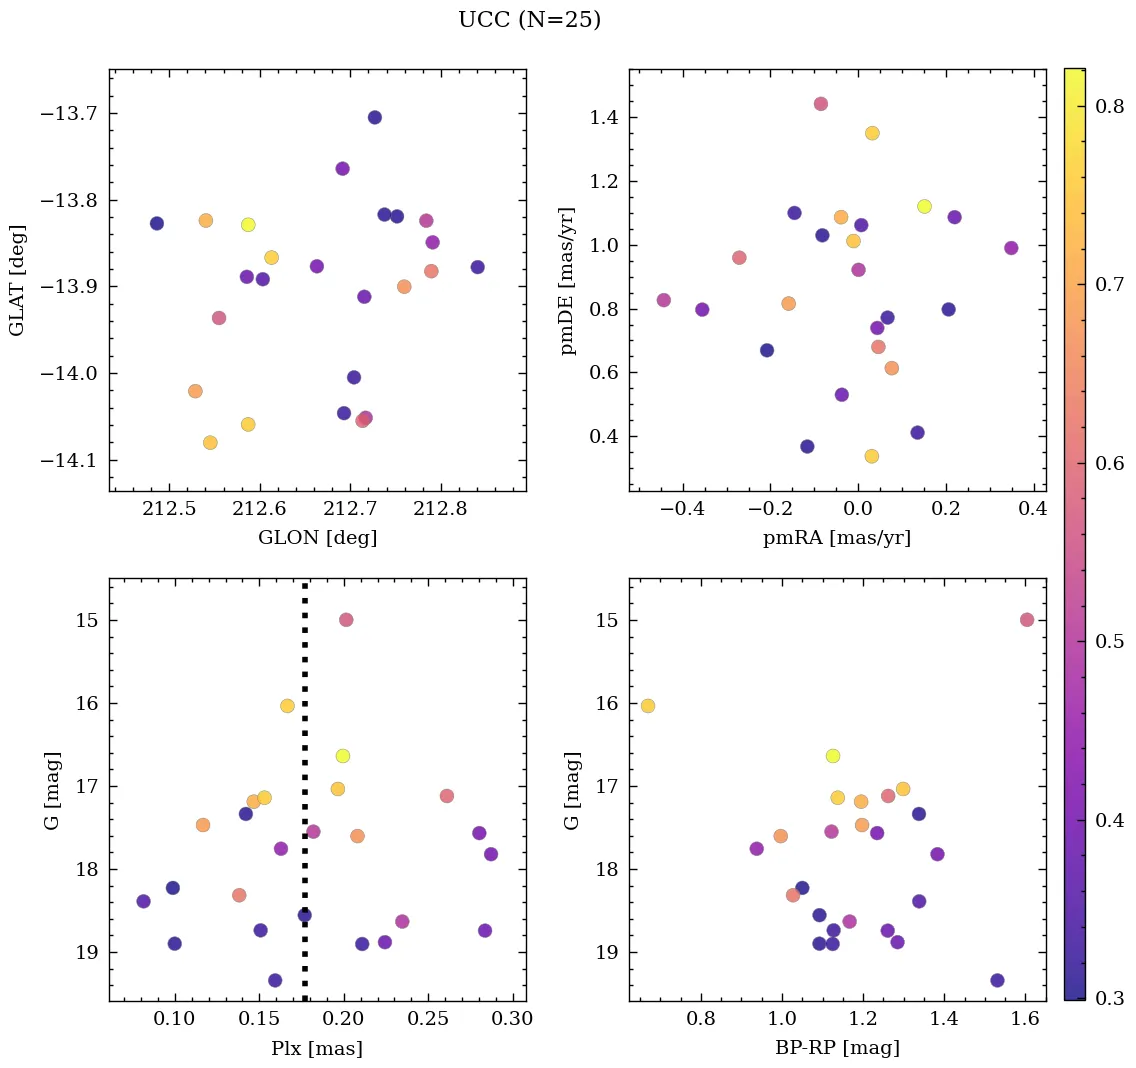 UCC (N=25)
−13.7
−13.8
−13.9
−14.0
−14.1
GLAT [deg]
212.5 212.6 212.7 212.8
GLON [deg]
1.4
1.2
1.0
0.8
0.6
0.4
pmDE [mas/yr]
−0.4 −0.2 0.0 0.2 0.4
pmRA [mas/yr]
15
16
17
18
19
G [mag]
0.10 0.15 0.20 0.25 0.30
Plx [mas]
15
16
17
18
19
G [mag]
0.8 1.0 1.2 1.4 1.6
BP-RP [mag]
0.8
0.7
0.6
0.5
0.4
0.3